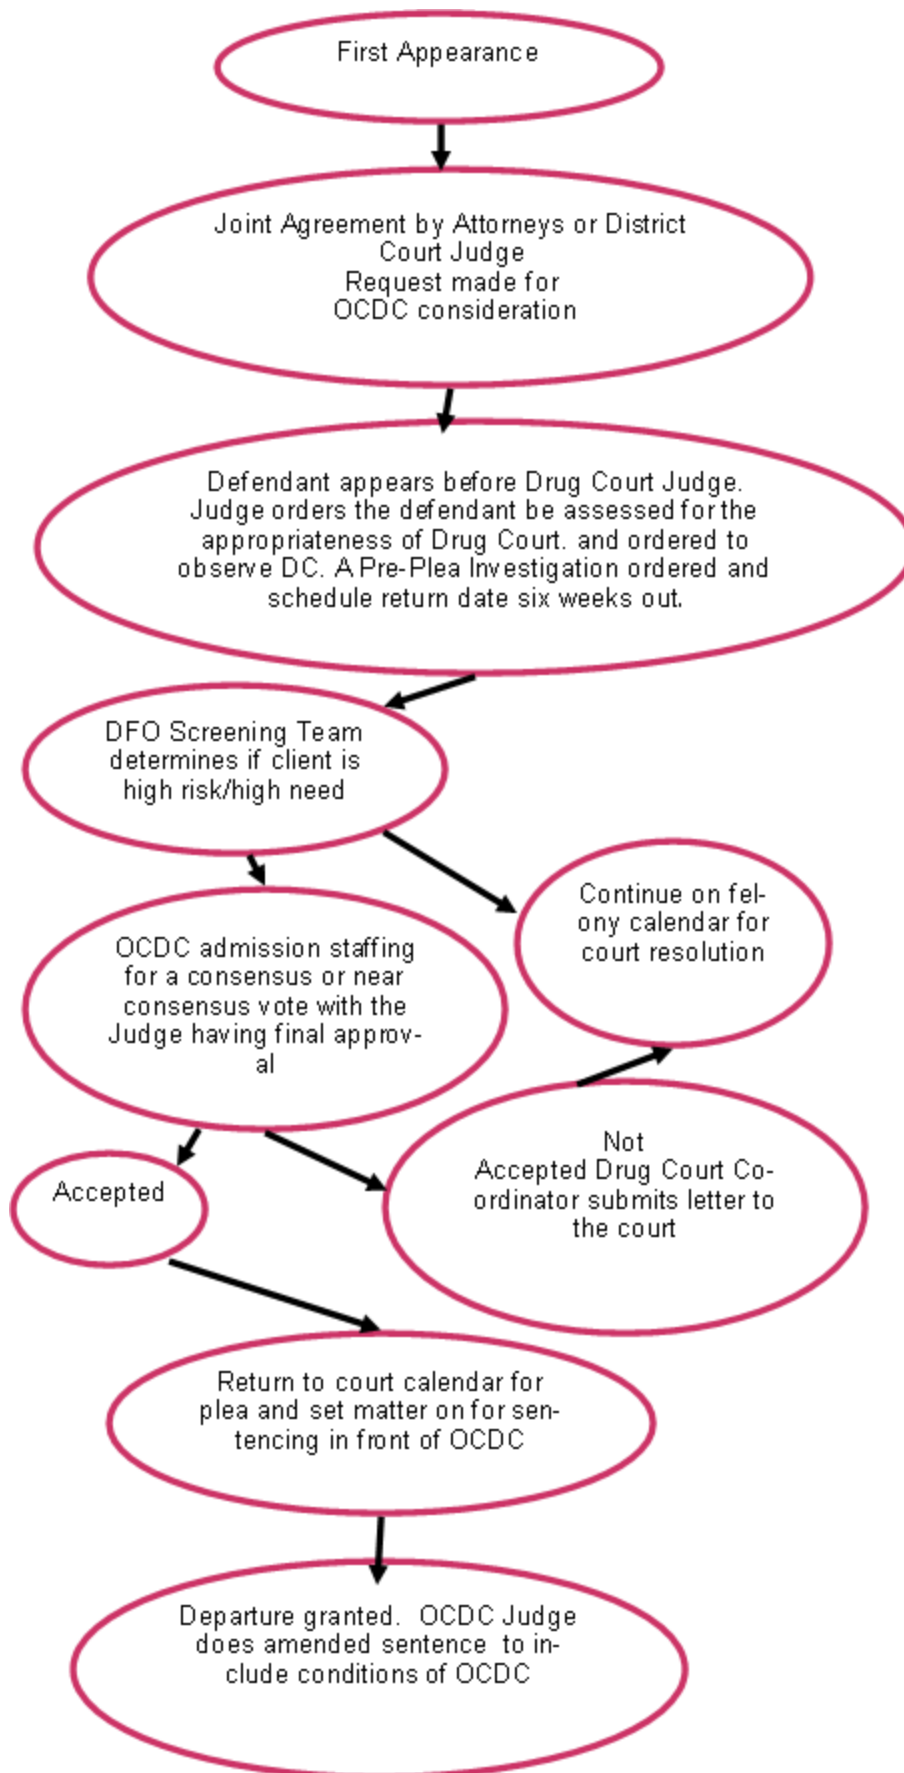 First Appearance
Joint Agreement by Attorneys or District
Court Judge
Request made for
OCDC consideration
Defendant appears before Drug Court Judge.
Judge orders the defendant be assessed for the
appropriateness of Drug Court. and ordered to
observe DC. A Pre-Plea Investigation ordered and
schedule return date six weeks out.
DFO Screening Team
determines if client is
high risk/high need
Continue on fel-
ony calendar for
court resolution
OCDC admission staffing
for a consensus or near
consensus vote with the
Judge having final approv-
al
Not
Accepted Drug Court Co-
ordinator submits letter to
the court
Accepted
Return to court calendar for
plea and set matter on for sen-
tencing in front of OCDC
Departure granted.  OCDC Judge
does amended sentence  to in-
clude conditions of OCDC